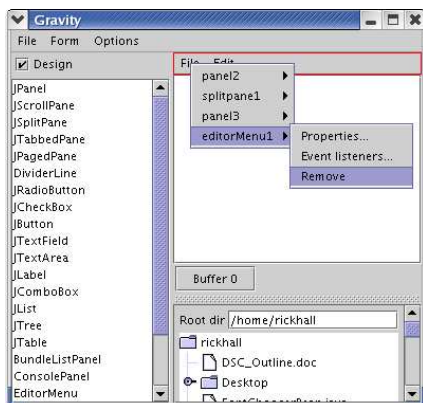 Gravity
File Form Options
Design
File Edit
JPanel
JScrollPane
JSplitPane
JTabbedPane
JPagedPane
DividerLine
JRadioButton
JCheckBox
JButton
JTextField
JTextArea
JLabel
JComboBox
JList
JTree
JTable
BundleListPanel
ConsolePanel
EditorMenu
panel2
splitpane1
panel3
editorMenu1
Properties...
Event listeners...
Remove
Buffer 0
Root dir /home/rickhall
rickhall
DSC_Outline.doc
Desktop